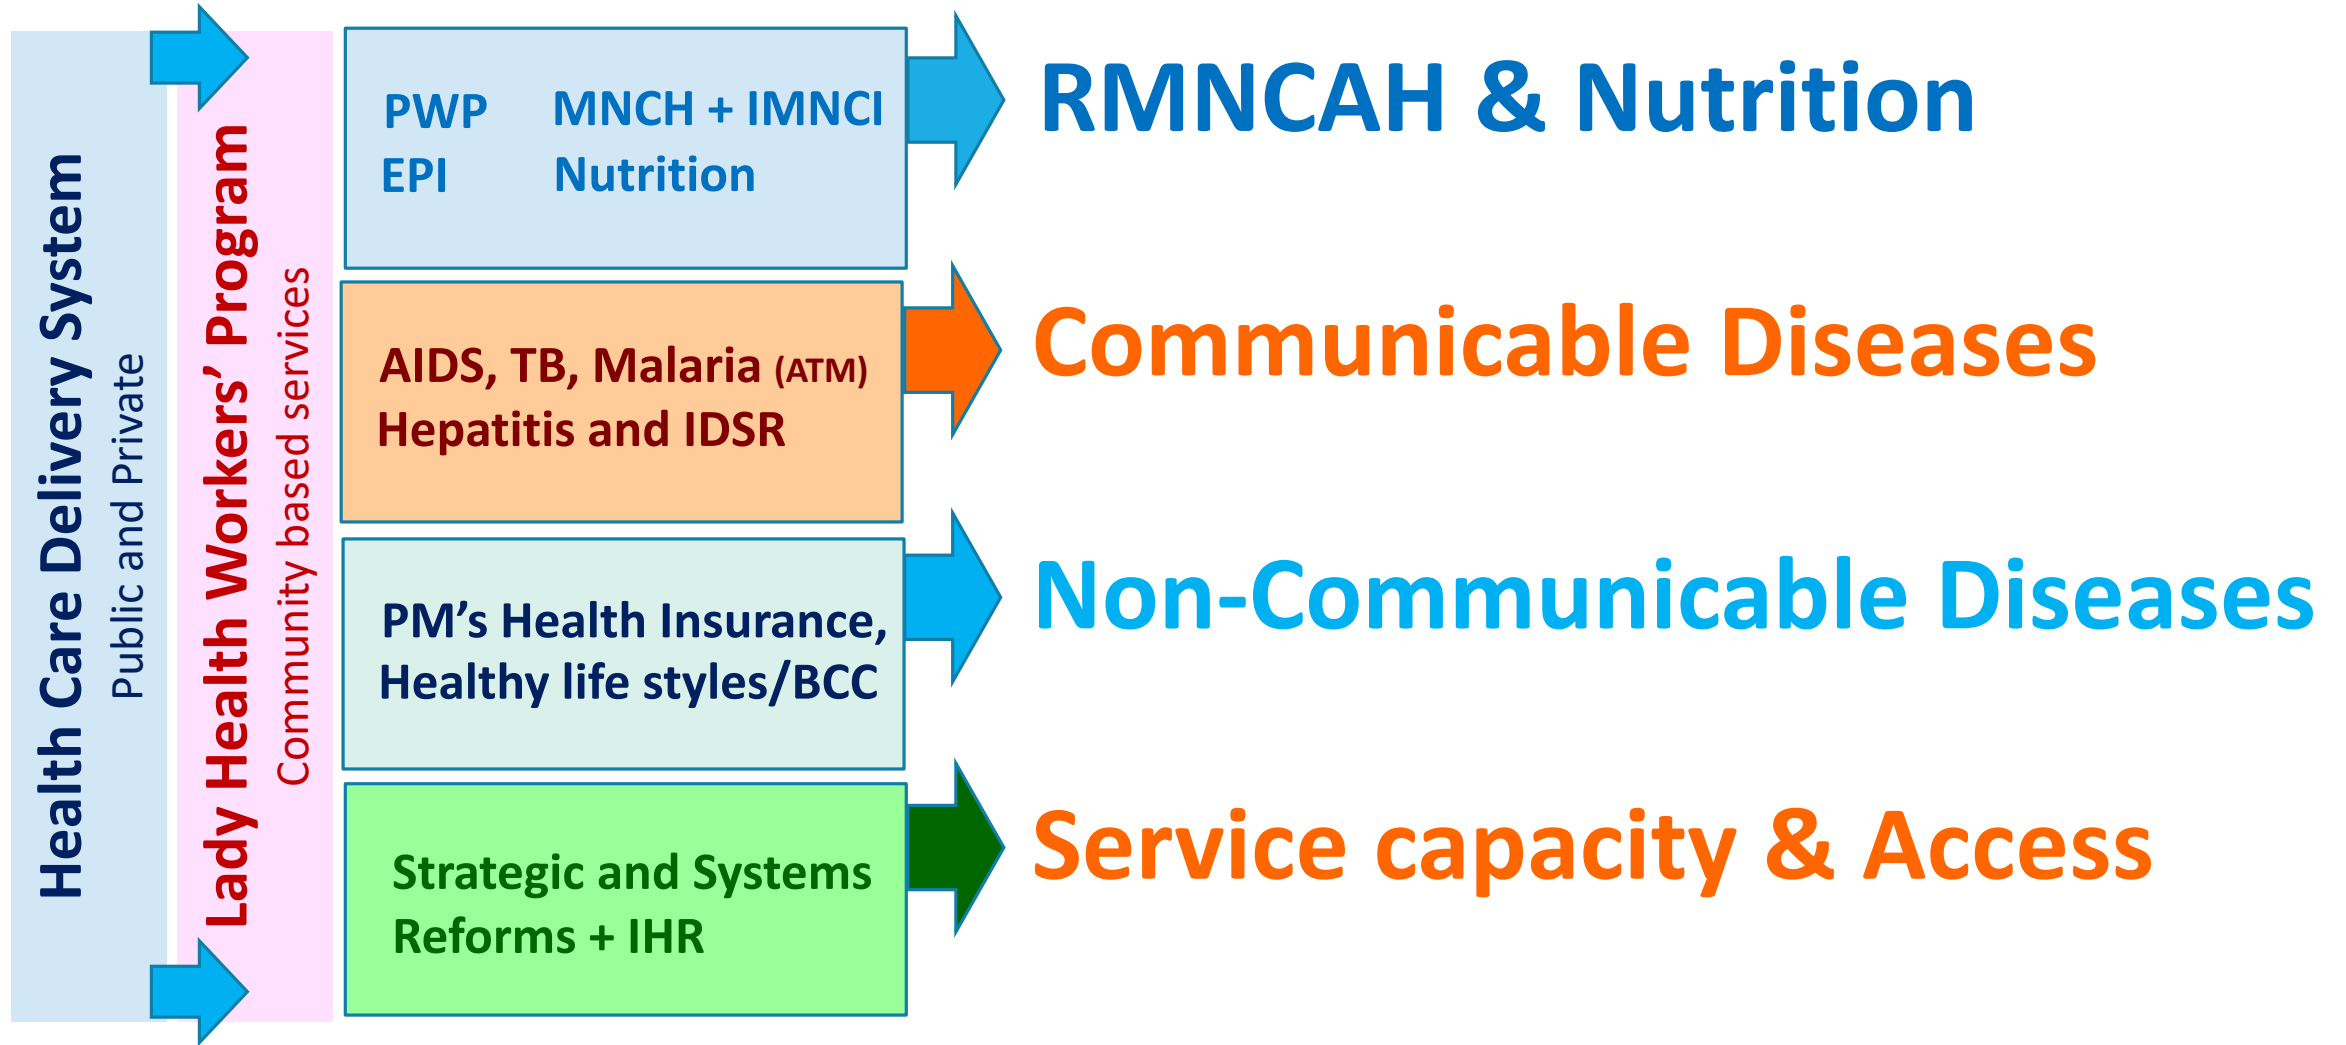 Health Care Delivery System
Public and Private
Lady Health Workers’ Program
Community based services
PWP MNCH + IMNCI
EPI Nutrition
RMNCAH & Nutrition
AIDS, TB, Malaria (ATM)
Hepatitis and IDSR
Communicable Diseases
PM’s Health Insurance,
Healthy life styles/BCC
Non-Communicable Diseases
Strategic and Systems
Reforms + IHR
Service capacity & Access